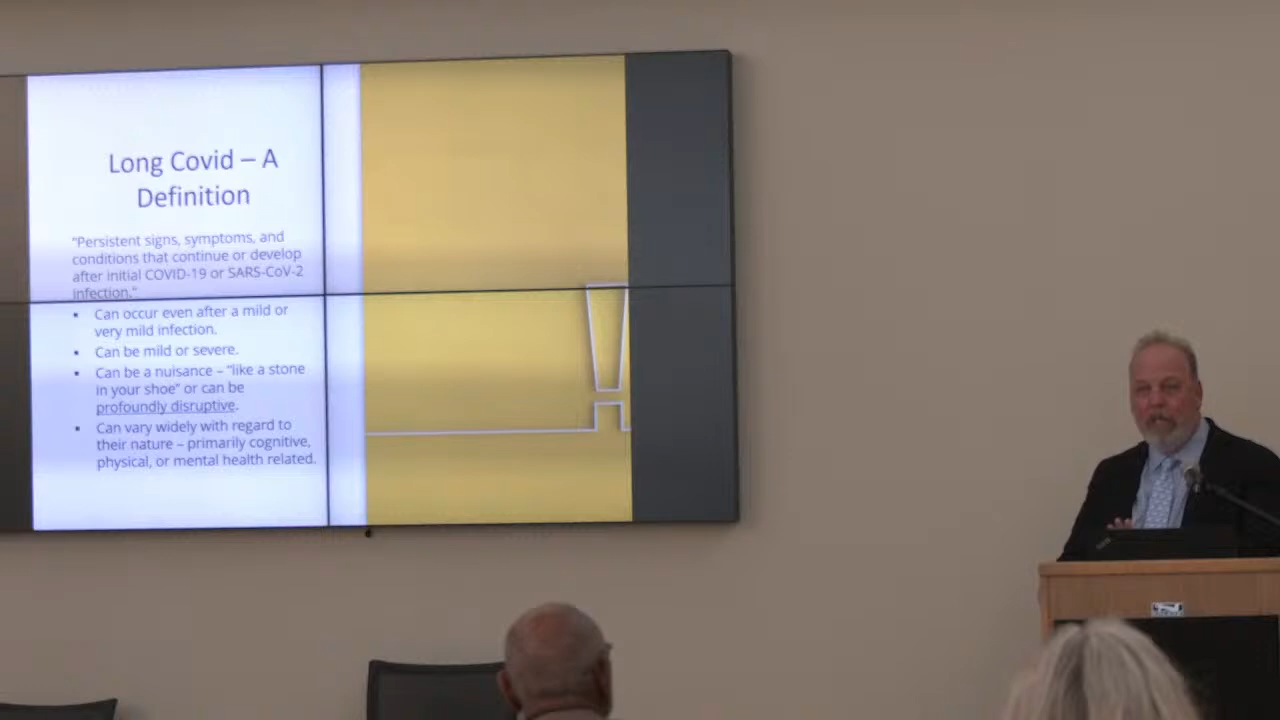 Long Covid – A
Definition
"Persistent signs, symptoms, and
conditions that continue or develop
after initial COVID-19 or SARS-CoV-2
infection."
▪ Can occur even after a mild or
very mild infection.
▪ Can be mild or severe.
▪ Can be a nuisance – "like a stone
in your shoe" or can be
profoundly disruptive.
▪ Can vary widely with regard to
their nature – primarily cognitive,
physical, or mental health related.
!